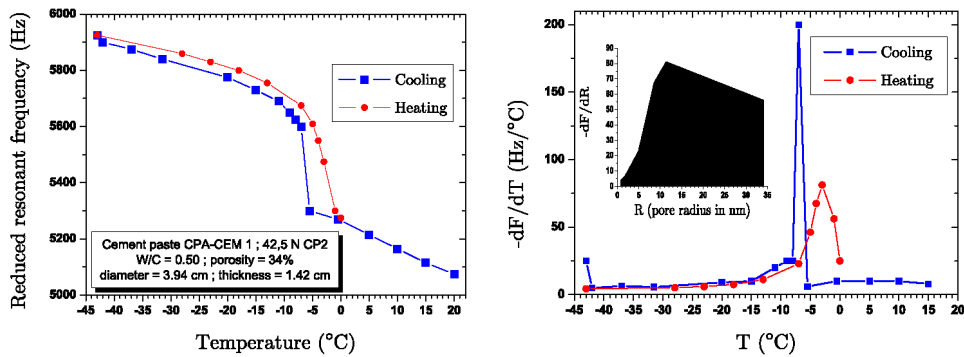 Reduced resonant frequency (Hz)
6000
5800
5600
5400
5200
5000
Cooling
Heating
Cement paste CPA-CEM 1 ; 42,5 N CP2
W/C = 0.50 ; porosity = 34%
diameter = 3.94 cm ; thickness = 1.42 cm
-45 -40 -35 -30 -25 -20 -15 -10 -5 0 5 10 15 20
Temperature (°C)
-dF/dT (Hz/°C)
200
150
100
50
0
Cooling
Heating
-dF/dR
90
80
70
60
50
40
30
20
10
0
0 5 10 15 20 25 30 35
R (pore radius in nm)
-45 -40 -35 -30 -25 -20 -15 -10 -5 0 5 10 15 20
T (°C)